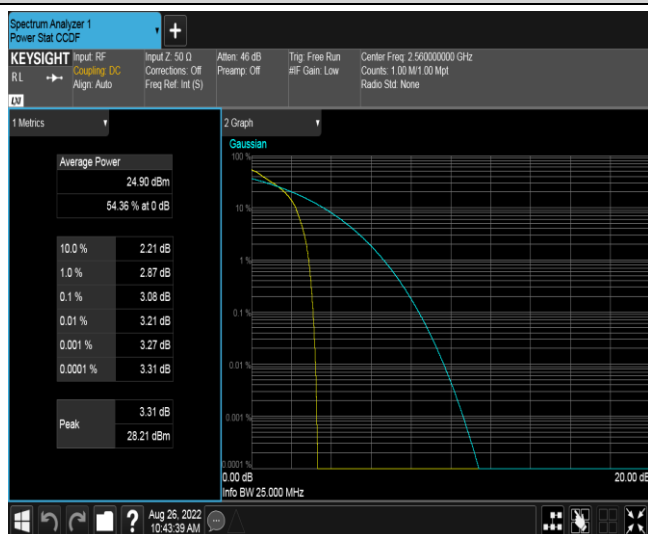 Spectrum Analyzer 1
Power Stat CCDF
+
KEYSIGHT
RL
LXI
Input: RF
Coupling: DC
Align: Auto
Input Z: 50 Ω
Corrections: Off
Freq Ref: Int (S)
Atten: 46 dB
Preamp: Off
Trig: Free Run
#IF Gain: Low
Center Freq: 2.560000000 GHz
Counts: 1.00 M/1.00 Mpt
Radio Std: None
1 Metrics
Average Power
24.90 dBm
54.36 % at 0 dB
10.0 % 2.21 dB
1.0 % 2.87 dB
0.1 % 3.08 dB
0.01 % 3.21 dB
0.001 % 3.27 dB
0.0001 % 3.31 dB
Peak
3.31 dB
28.21 dBm
2 Graph
Gaussian
100 %
10 %
1 %
0.1 %
0.01 %
0.001 %
0.0001 %
0.00 dB 20.00 dB
Info BW 25.000 MHz
?
Aug 26, 2022
10:43:39 AM